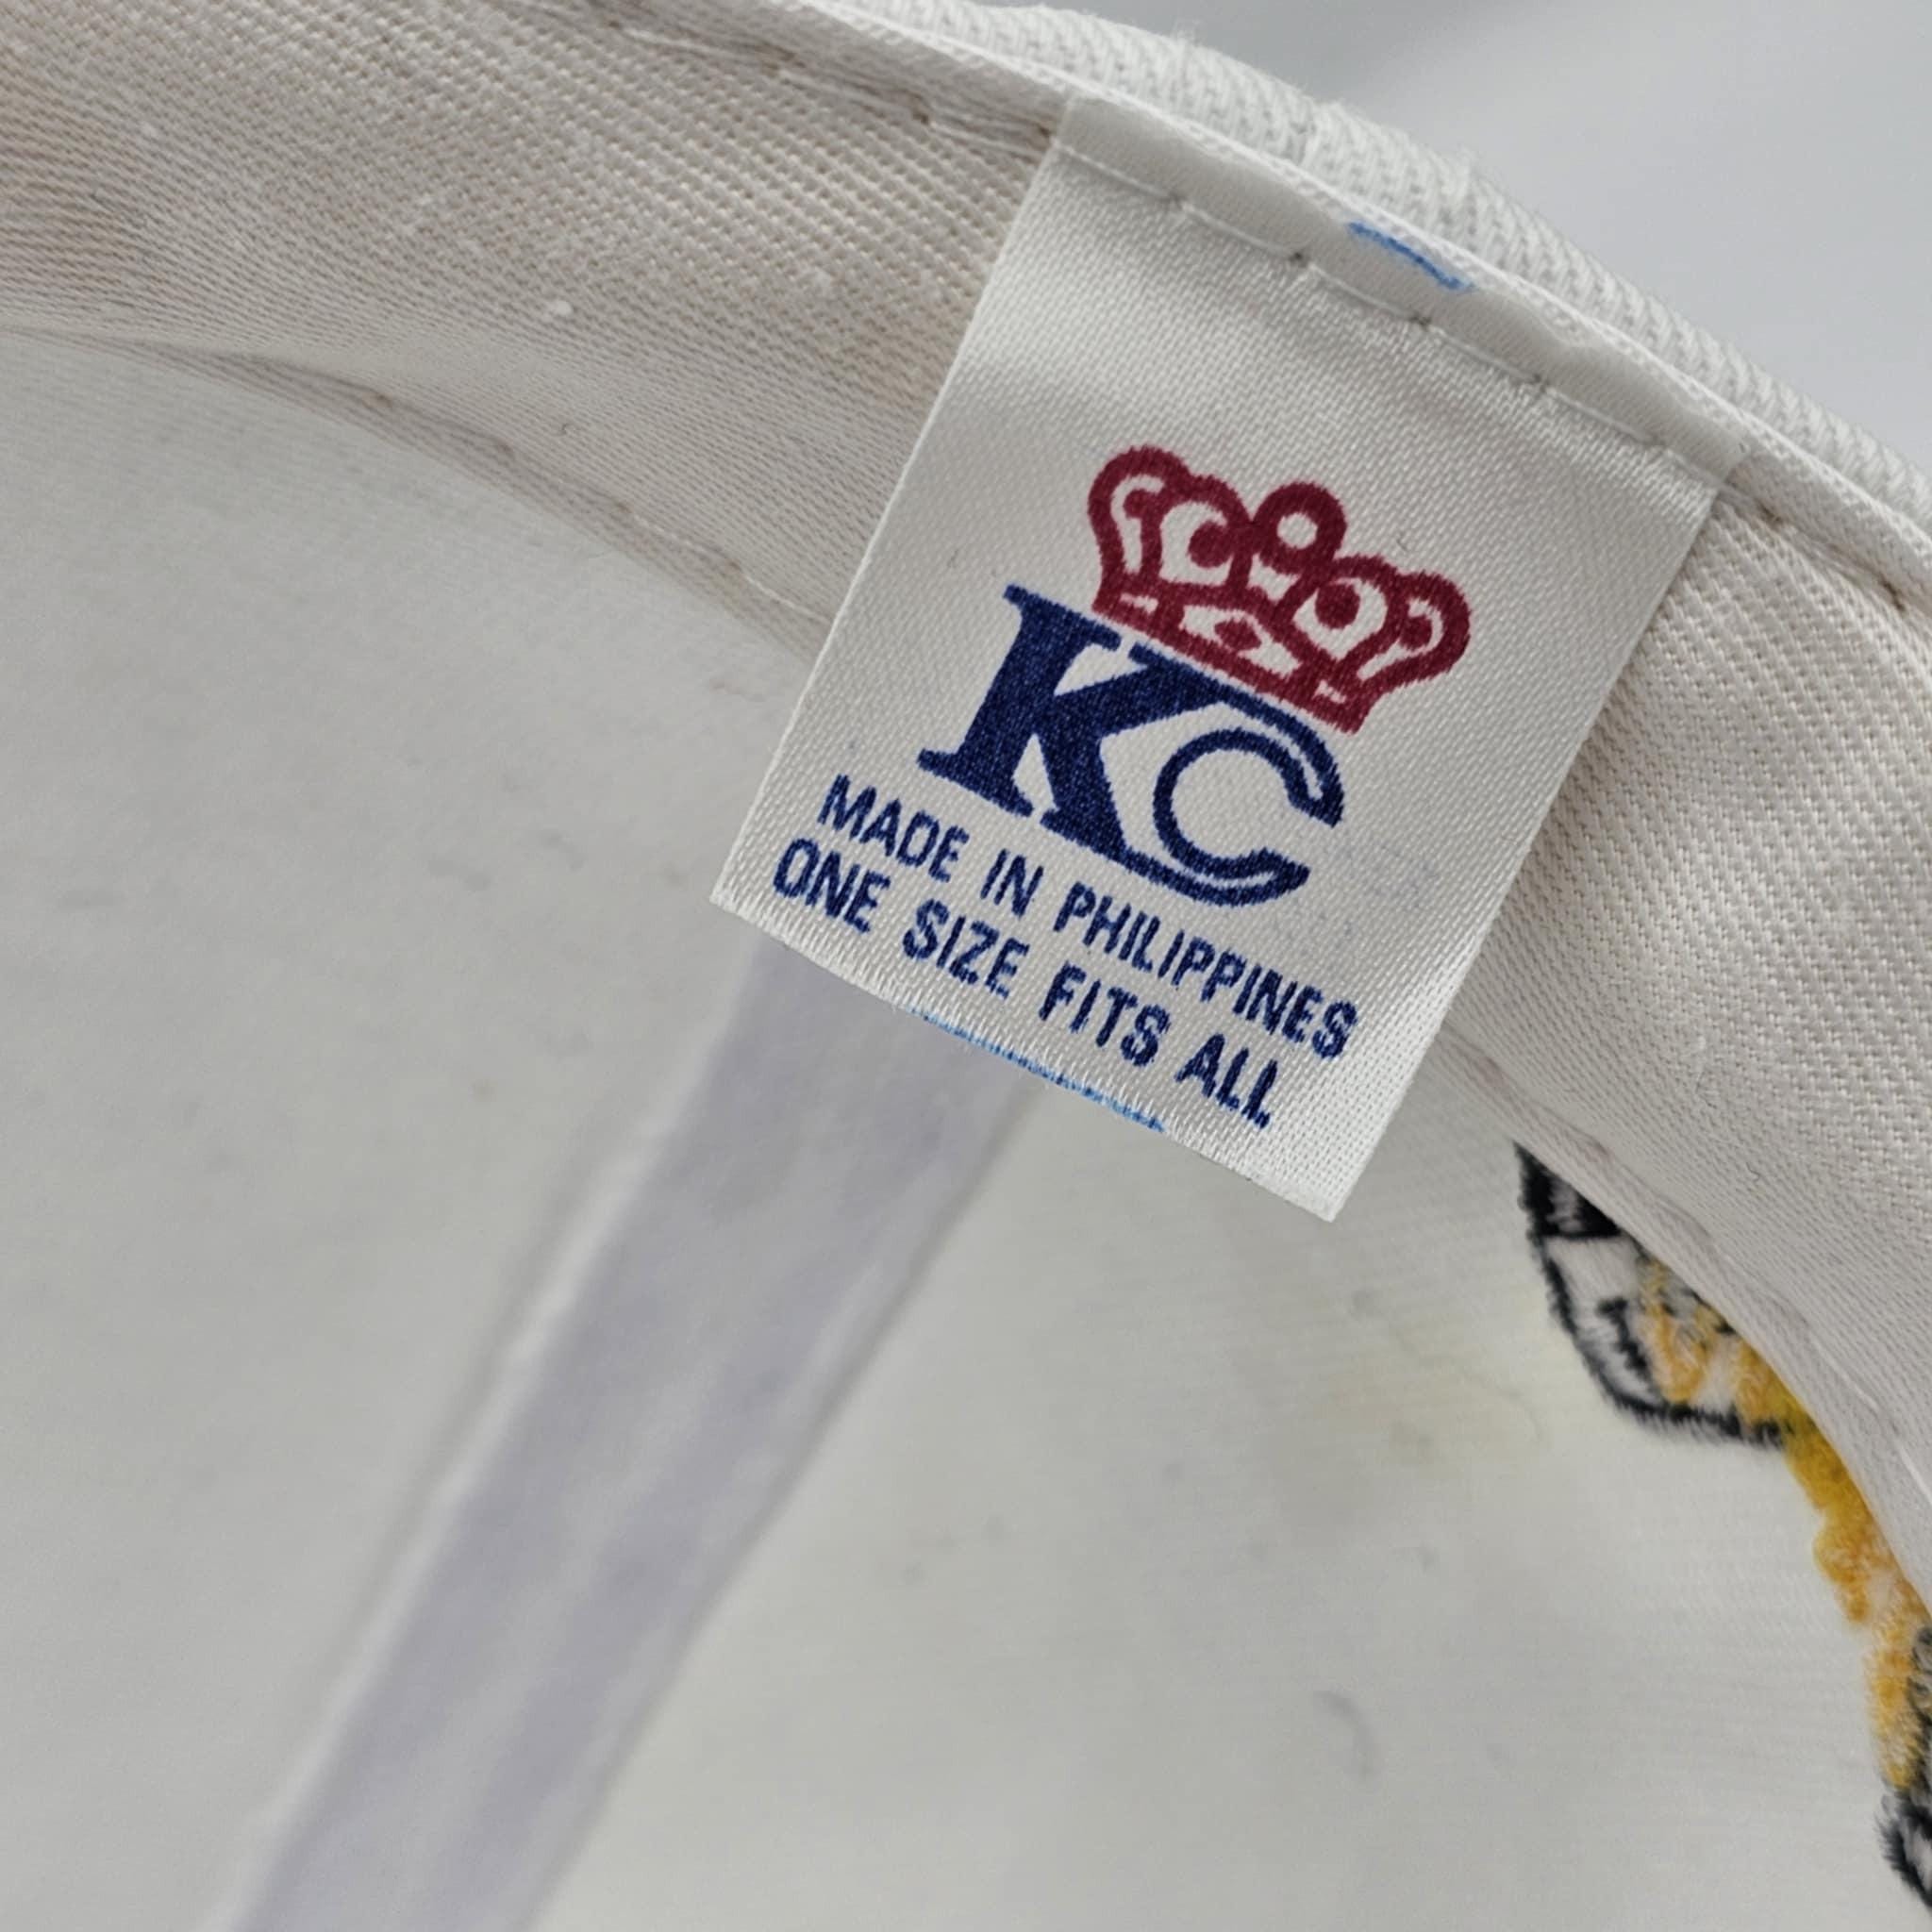 KC
MADE IN PHILIPPINES
ONE SIZE FITS ALL